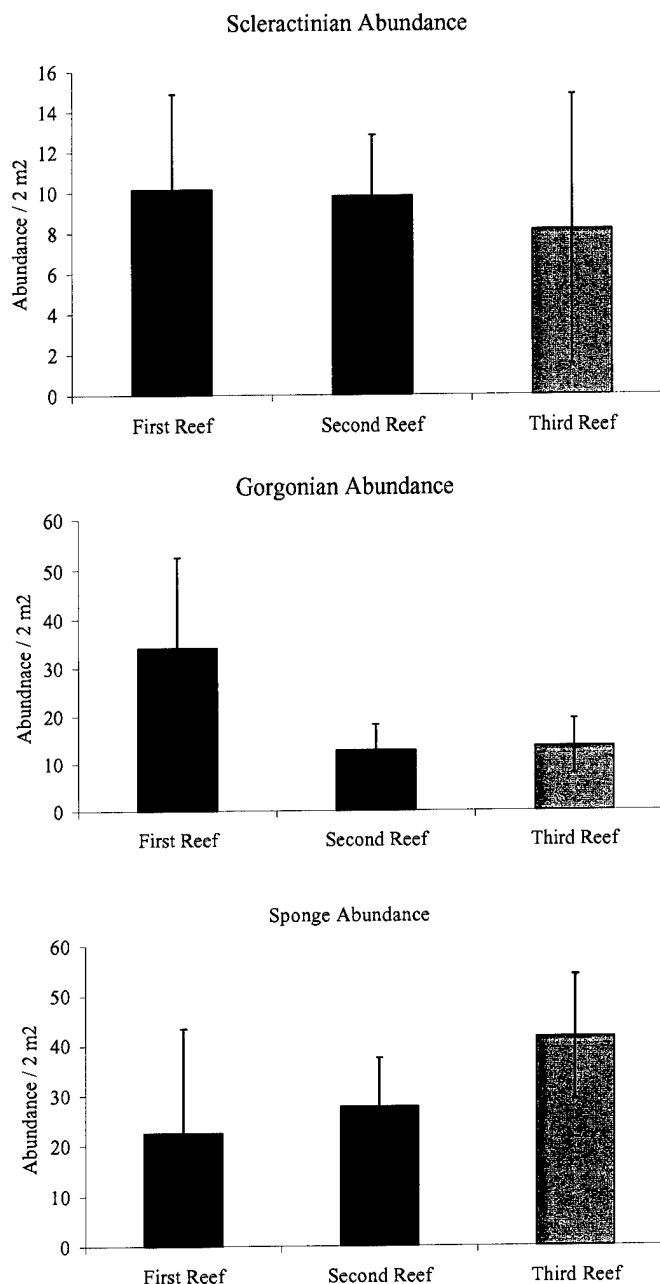 Scleractinian Abundance
16
14
12
10
8
6
4
2
0
Abundance / 2 m2
First Reef Second Reef Third Reef
Gorgonian Abundance
60
50
40
30
20
10
0
Abundnace / 2 m2
First Reef Second Reef Third Reef
Sponge Abundance
60
50
40
30
20
10
0
Abundance / 2 m2
First Reef Second Reef Third Reef